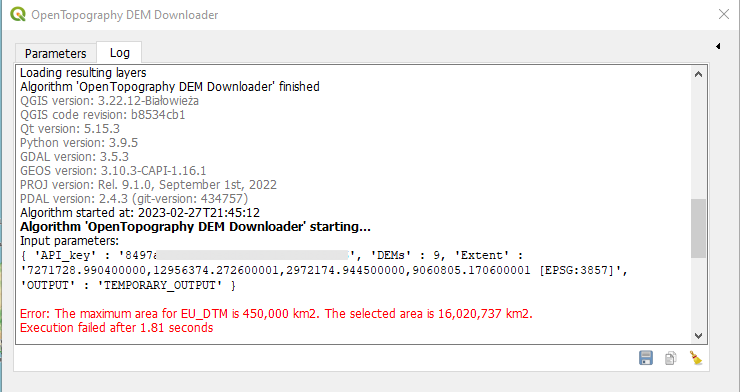 OpenTopography DEM Downloader
Parameters
Log
Loading resulting layers
Algorithm 'OpenTopography DEM Downloader' finished
QGIS version: 3.22.12-Białowieża
QGIS code revision: b8534cb1
Qt version: 5.15.3
Python version: 3.9.5
GDAL version: 3.5.3
GEOS version: 3.10.3-CAPI-1.16.1
PROJ version: Rel. 9.1.0, September 1st, 2022
PDAL version: 2.4.3 (git-version: 434757)
Algorithm started at: 2023-02-27T21:45:12
Algorithm 'OpenTopography DEM Downloader' starting…
Input parameters:
{ 'API_key' : '8497 ', 'DEMs' : 9, 'Extent' :
'7271728.990400000,12956374.272600001,2972174.944500000,9060805.170600001 [EPSG:3857]',
'OUTPUT' : 'TEMPORARY_OUTPUT' }
Error: The maximum area for EU_DTM is 450,000 km2. The selected area is 16,020,737 km2.
Execution failed after 1.81 seconds